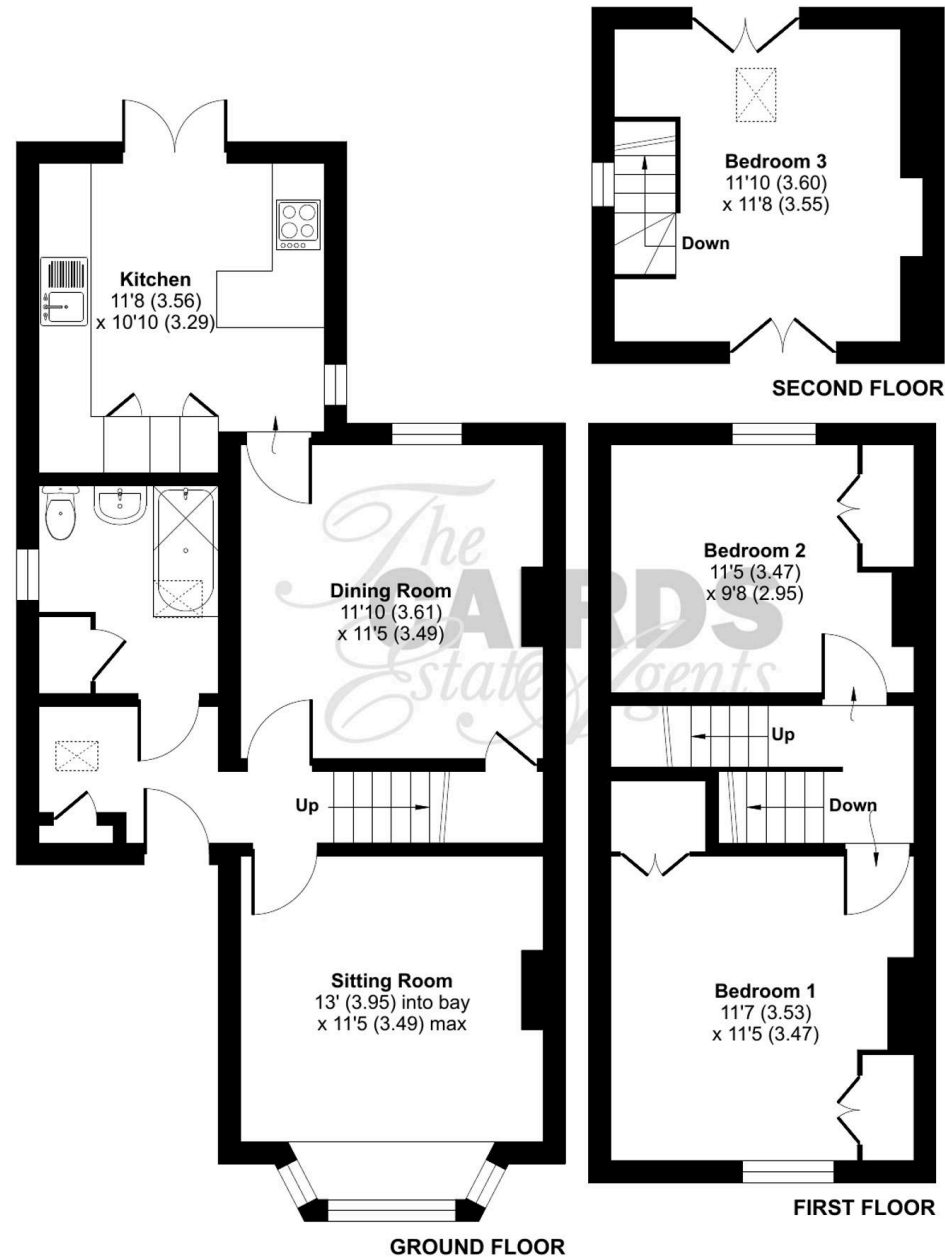 Bedroom 3
11'10 (3.60)
x 11'8 (3.55)
Down
SECOND FLOOR
Kitchen
11'8 (3.56)
x 10'10 (3.29)
Dining Room
11'10 (3.61)
x 11'5 (3.49)
Up
Sitting Room
13' (3.95) into bay
x 11'5 (3.49) max
GROUND FLOOR
Bedroom 2
11'5 (3.47)
x 9'8 (2.95)
Up
Down
Bedroom 1
11'7 (3.53)
x 11'5 (3.47)
FIRST FLOOR
The
CAIRDS
Estate Agents